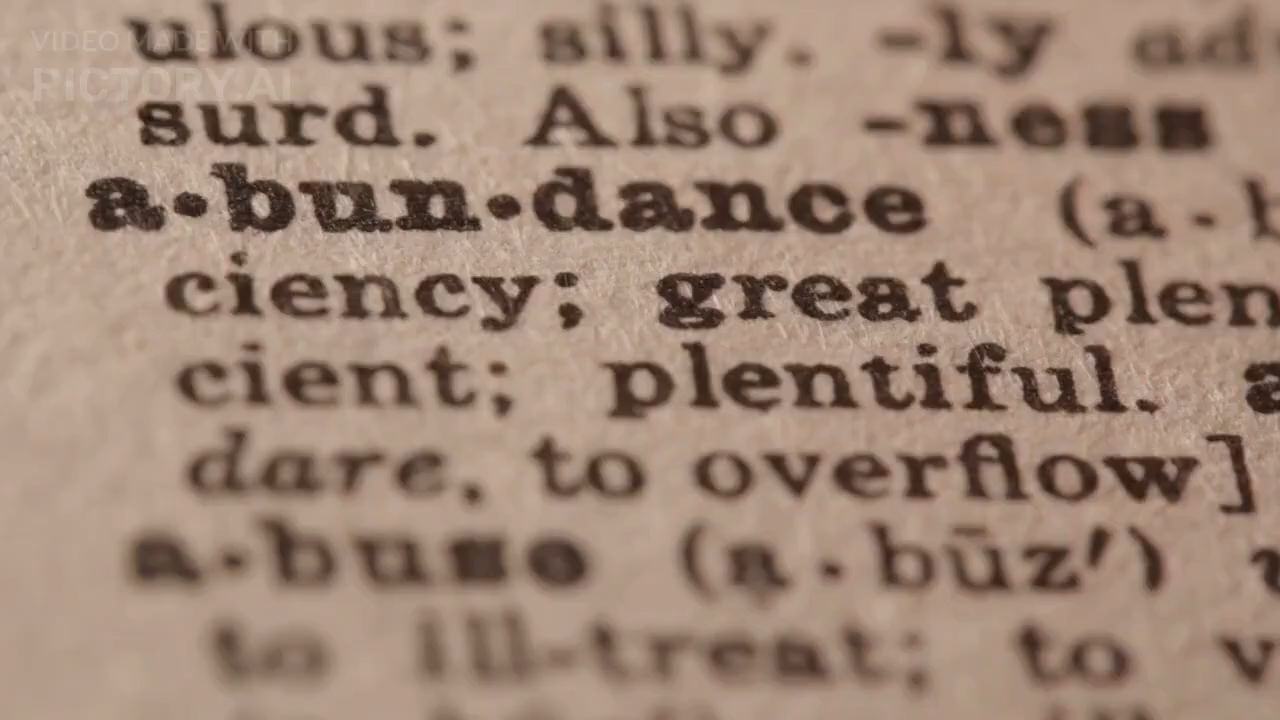 VIDEO MADE WITH
PICTORY.AI
ulous; silly. -ly ad
surd. Also -ness
a·bun·dance (a·b
ciency; great plen
cient; plentiful. a
dare, to overflow]
a·buse (a·būz′) v
to ill-treat; to v